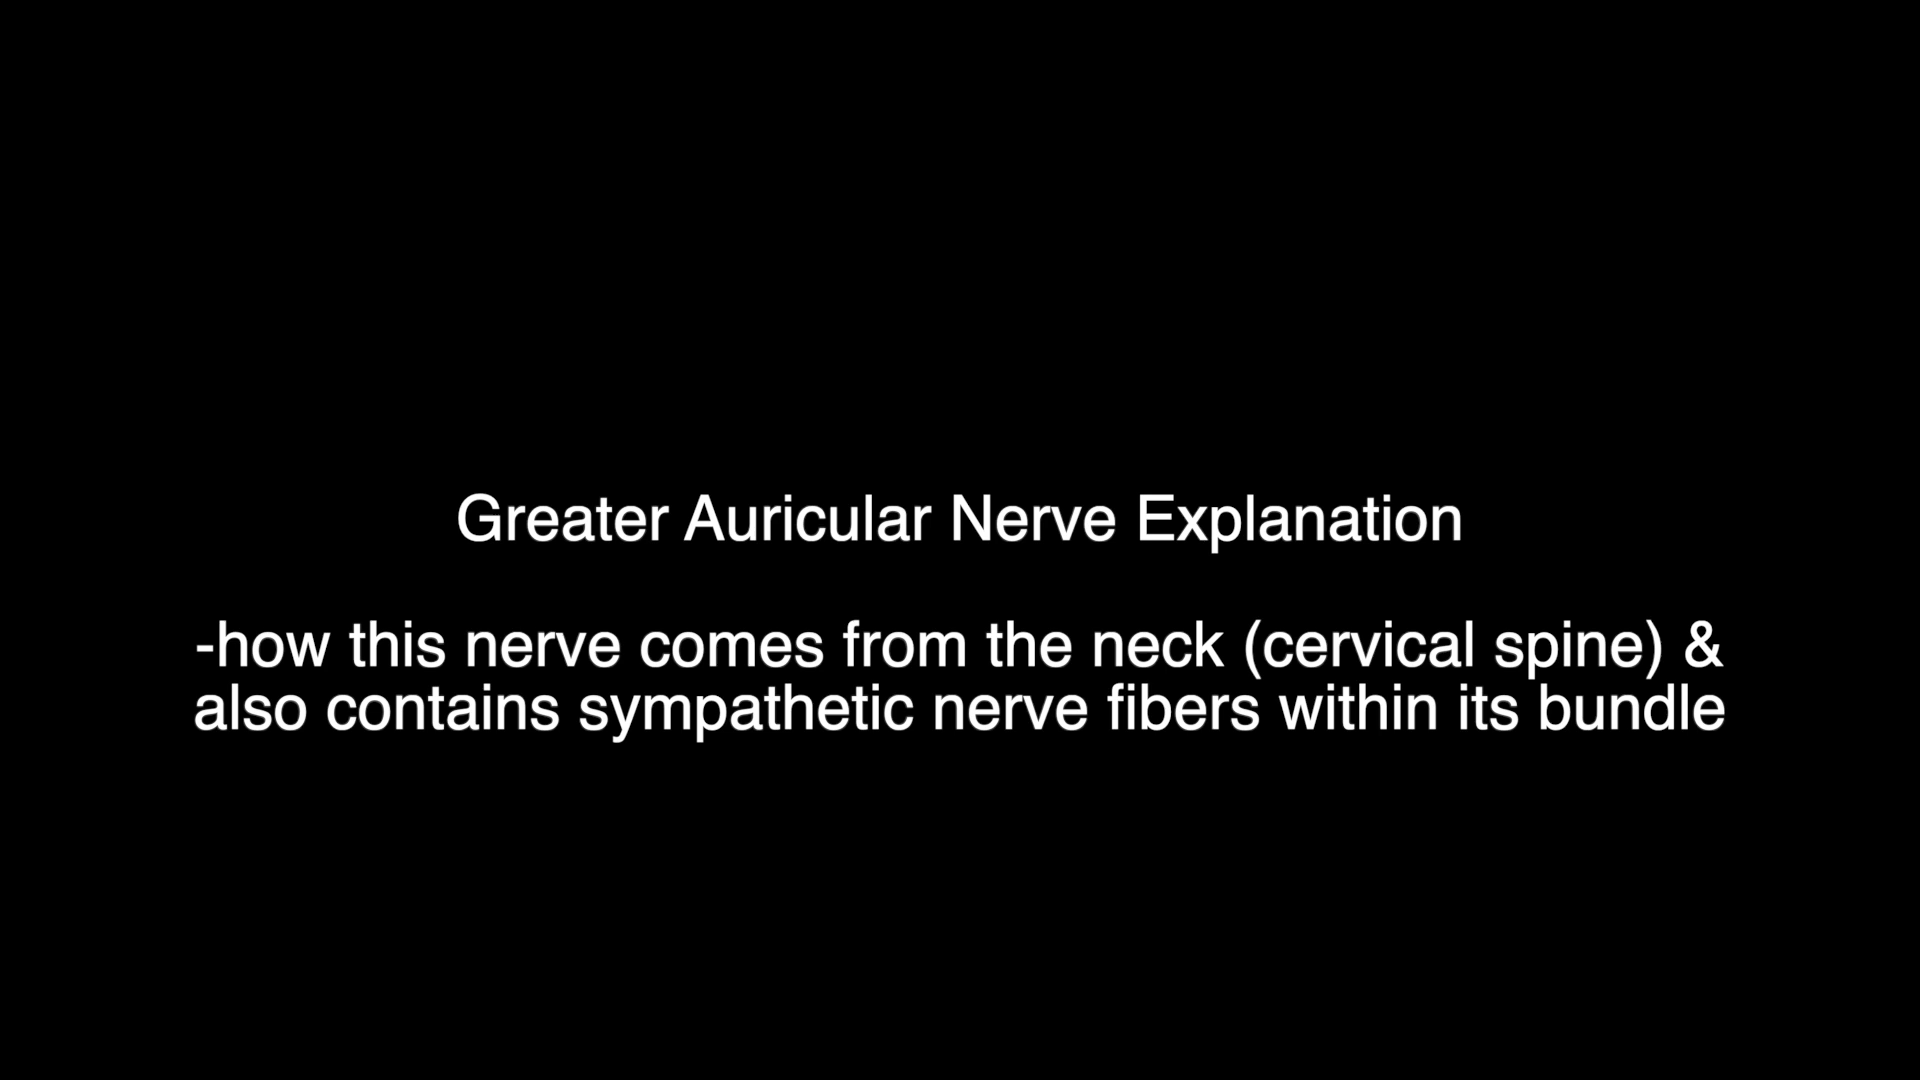 Greater Auricular Nerve Explanation
-how this nerve comes from the neck (cervical spine) &
also contains sympathetic nerve fibers within its bundle